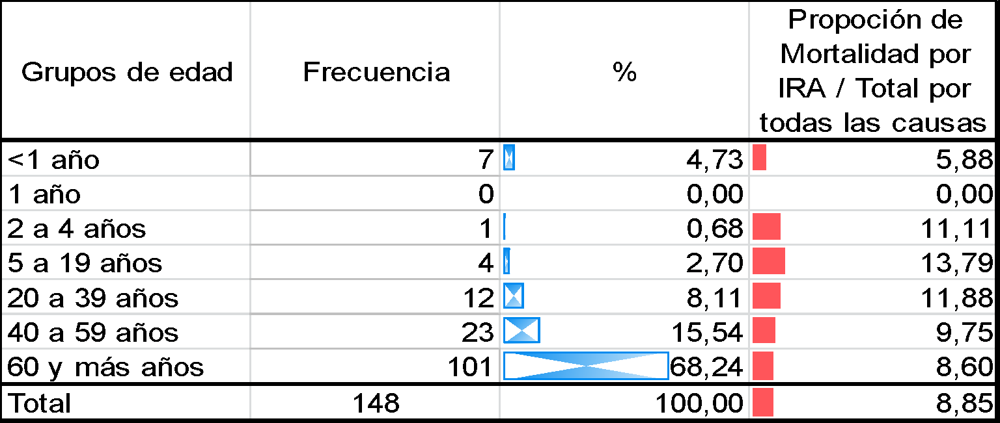 Grupos de edad Frecuencia % Propoción de
Mortalidad por
IRA / Total por
todas las causas
<1 año 7 4,73 5,88
1 año 0 0,00 0,00
2 a 4 años 1 0,68 11,11
5 a 19 años 4 2,70 13,79
20 a 39 años 12 8,11 11,88
40 a 59 años 23 15,54 9,75
60 y más años 101 68,24 8,60
Total 148 100,00 8,85